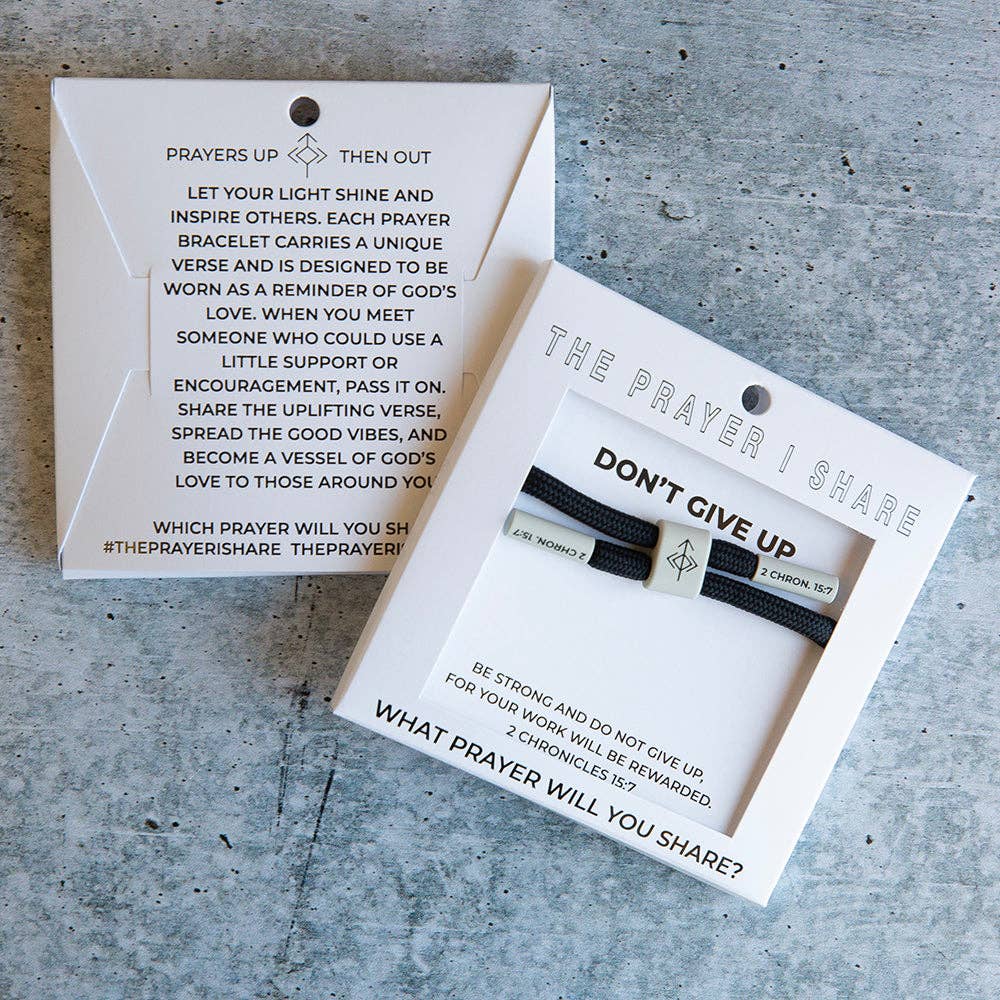 PRAYERS UP THEN OUT
LET YOUR LIGHT SHINE AND
INSPIRE OTHERS. EACH PRAYER
BRACELET CARRIES A UNIQUE
VERSE AND IS DESIGNED TO BE
WORN AS A REMINDER OF GOD'S
LOVE. WHEN YOU MEET
SOMEONE WHO COULD USE A
LITTLE SUPPORT OR
ENCOURAGEMENT, PASS IT ON.
SHARE THE UPLIFTING VERSE,
SPREAD THE GOOD VIBES, AND
BECOME A VESSEL OF GOD'S
LOVE TO THOSE AROUND YOU
WHICH PRAYER WILL YOU SH
#THEPRAYERISHARE THEPRAYERI
THE PRAYER I SHARE
DON'T GIVE UP
2 CHRON. 15:7
2 CHRON. 15:7
BE STRONG AND DO NOT GIVE UP,
FOR YOUR WORK WILL BE REWARDED.
2 CHRONICLES 15:7
WHAT PRAYER WILL YOU SHARE?